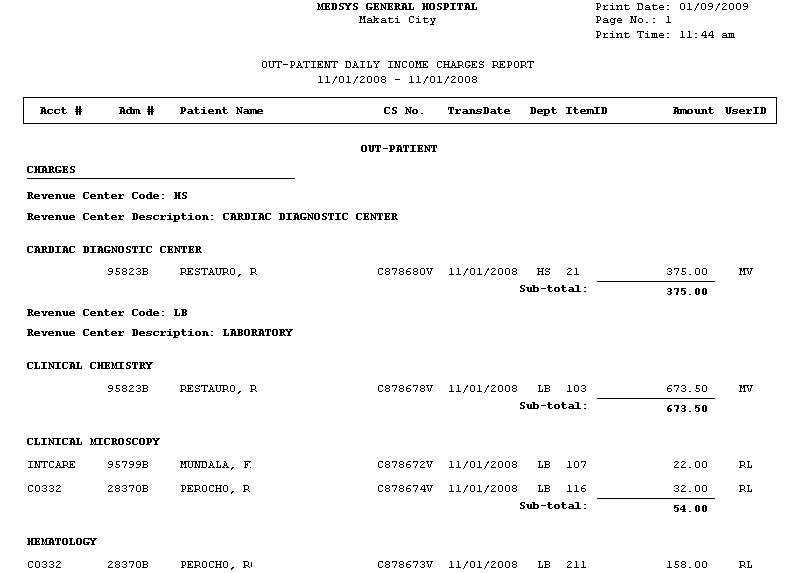 MEDSYS GENERAL HOSPITAL Print Date: 01/09/2009
Makati City Page No.: 1
Print Time: 11:44 am
OUT-PATIENT DAILY INCOME CHARGES REPORT
11/01/2008 - 11/01/2008
Acct # Adm # Patient Name CS No. TransDate Dept ItemID Amount UserID
OUT-PATIENT
CHARGES
Revenue Center Code: HS
Revenue Center Description: CARDIAC DIAGNOSTIC CENTER
CARDIAC DIAGNOSTIC CENTER
95823B RESTAURO, R C878680V 11/01/2008 HS 21 375.00 MV
Sub-total: 375.00
Revenue Center Code: LB
Revenue Center Description: LABORATORY
CLINICAL CHEMISTRY
95823B RESTAURO, R C878678V 11/01/2008 LB 103 673.50 MV
Sub-total: 673.50
CLINICAL MICROSCOPY
INTCARE 95799B MUNDALA, F C878672V 11/01/2008 LB 107 22.00 RL
C0332 28370B PEROCHO, R C878674V 11/01/2008 LB 116 32.00 RL
Sub-total: 54.00
HEMATOLOGY
C0332 28370B PEROCHO, R C878673V 11/01/2008 LB 211 158.00 RL